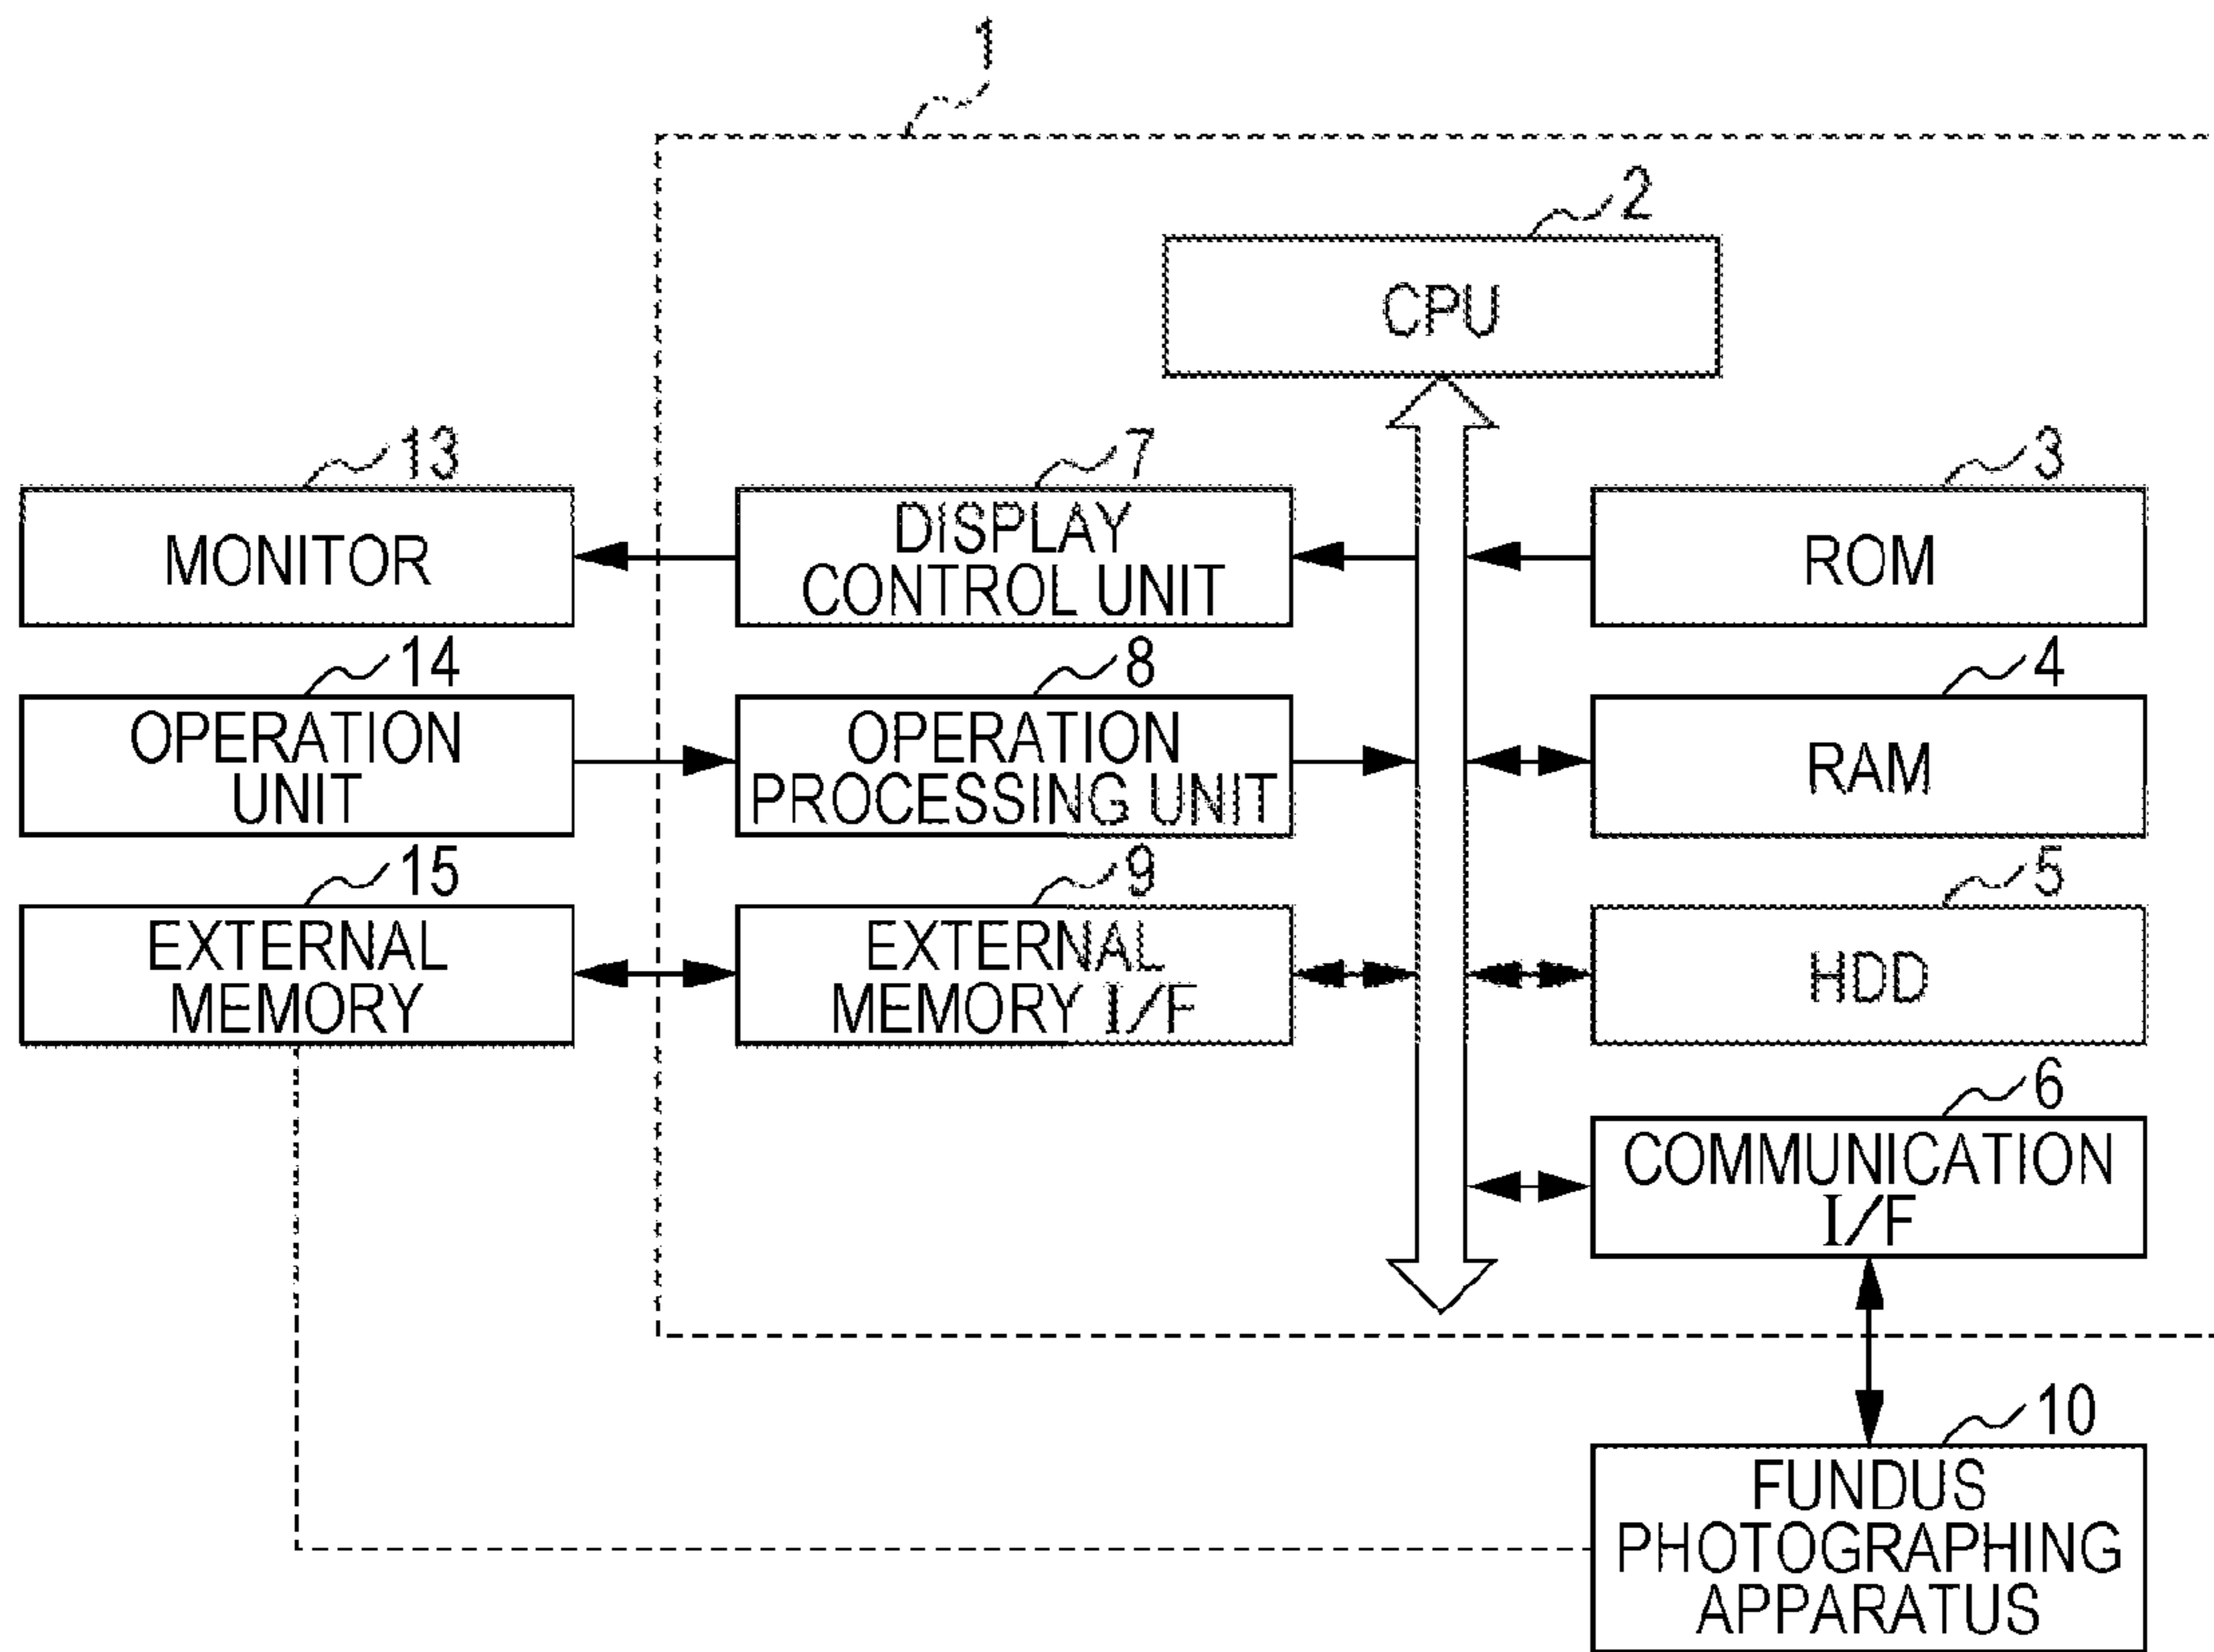 1
2
CPU
13
MONITOR
7
DISPLAY
CONTROL UNIT
3
ROM
14
OPERATION
UNIT
8
OPERATION
PROCESSING UNIT
4
RAM
15
EXTERNAL
MEMORY
9
EXTERNAL
MEMORY I/F
5
HDD
6
COMMUNICATION
I/F
10
FUNDUS
PHOTOGRAPHING
APPARATUS